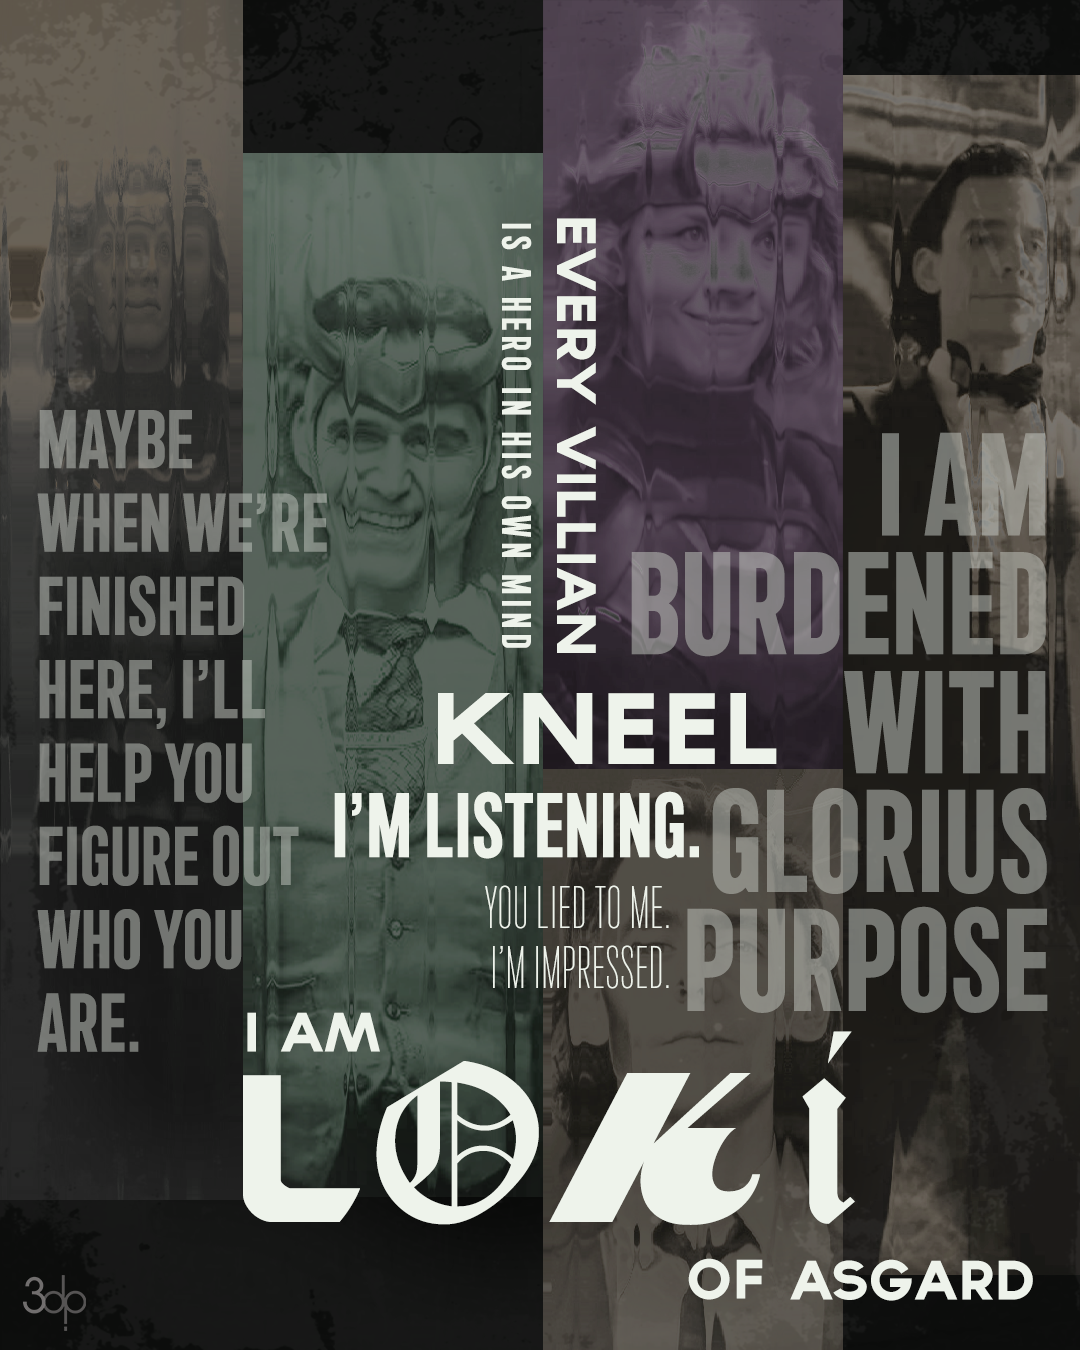 MAYBE
WHEN WE'RE
FINISHED
HERE, I'LL
HELP YOU
FIGURE OUT
WHO YOU
ARE.
EVERY VILLIAN
IS A HERO IN HIS OWN MIND
I AM
BURDENED
WITH
GLORIUS
PURPOSE
KNEEL
I'M LISTENING.
YOU LIED TO ME.
I'M IMPRESSED.
I AM
LOKi
OF ASGARD
3dp